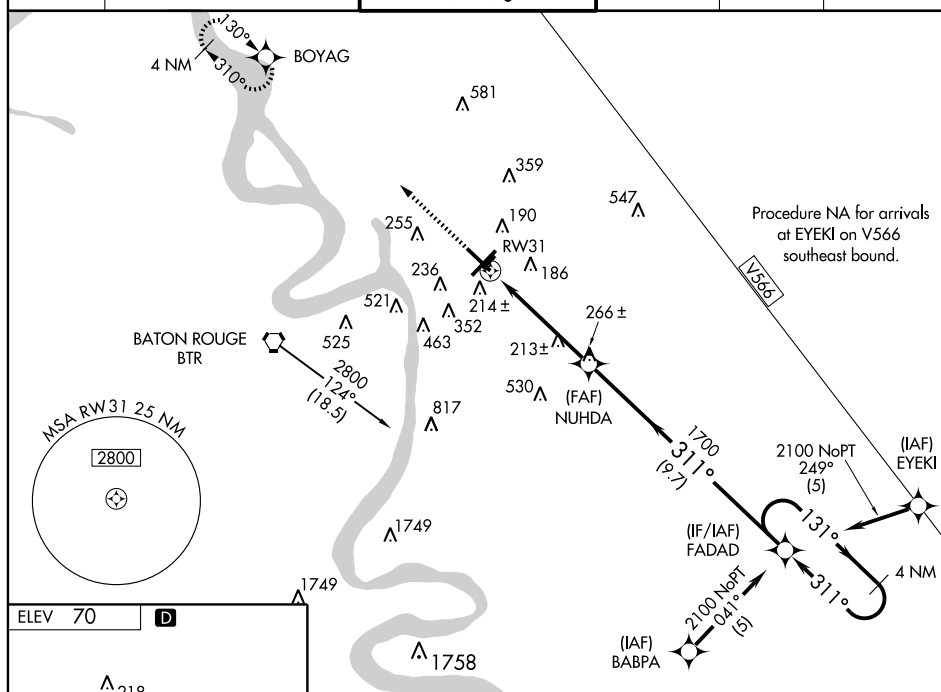 130°
BOYAG
4 NM
310°
581
359
547
190
255
RW31
186
236
214 ±
521
352
463
525
266 ±
213±
530
817
Procedure NA for arrivals
at EYEKI on V566
southeast bound.
V566
BATON ROUGE
BTR
2800
124°
(18.5)
(FAF)
NUHDA
MSA RW31 25 NM
2800
1700
311°
(9.7)
2100 NoPT
249°
(5)
(IAF)
EYEKI
131°
(IF/IAF)
FADAD
4 NM
311°
2100 NoPT
041°
(5)
(IAF)
BABPA
1749
1749
1758
ELEV 70
D